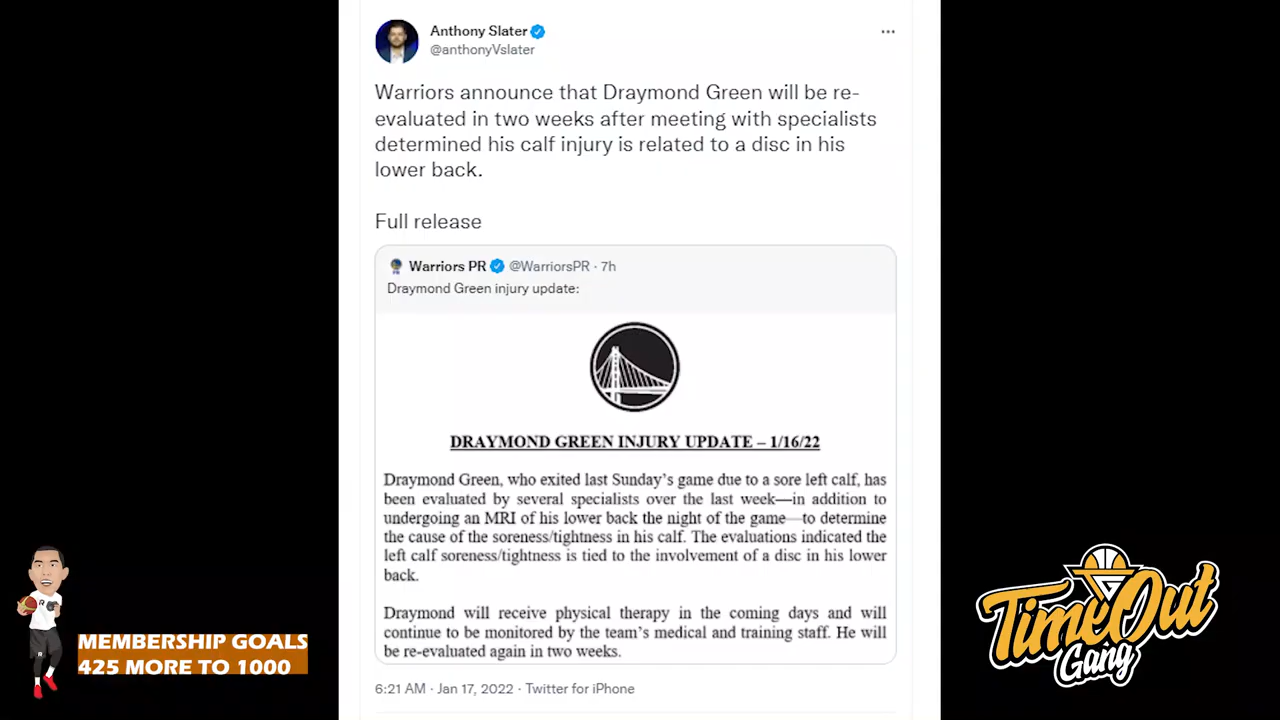 Anthony Slater
@anthonyVslater
Warriors announce that Draymond Green will be re-
evaluated in two weeks after meeting with specialists
determined his calf injury is related to a disc in his
lower back.
Full release
Warriors PR @WarriorsPR · 7h
Draymond Green injury update:
DRAYMOND GREEN INJURY UPDATE – 1/16/22
Draymond Green, who exited last Sunday's game due to a sore left calf, has
been evaluated by several specialists over the last week—in addition to
undergoing an MRI of his lower back the night of the game—to determine
the cause of the soreness/tightness in his calf. The evaluations indicated the
left calf soreness/tightness is tied to the involvement of a disc in his lower
back.
Draymond will receive physical therapy in the coming days and will
continue to be monitored by the team's medical and training staff. He will
be re-evaluated again in two weeks.
6:21 AM · Jan 17, 2022 · Twitter for iPhone
MEMBERSHIP GOALS
425 MORE TO 1000
TimeOut
Gang